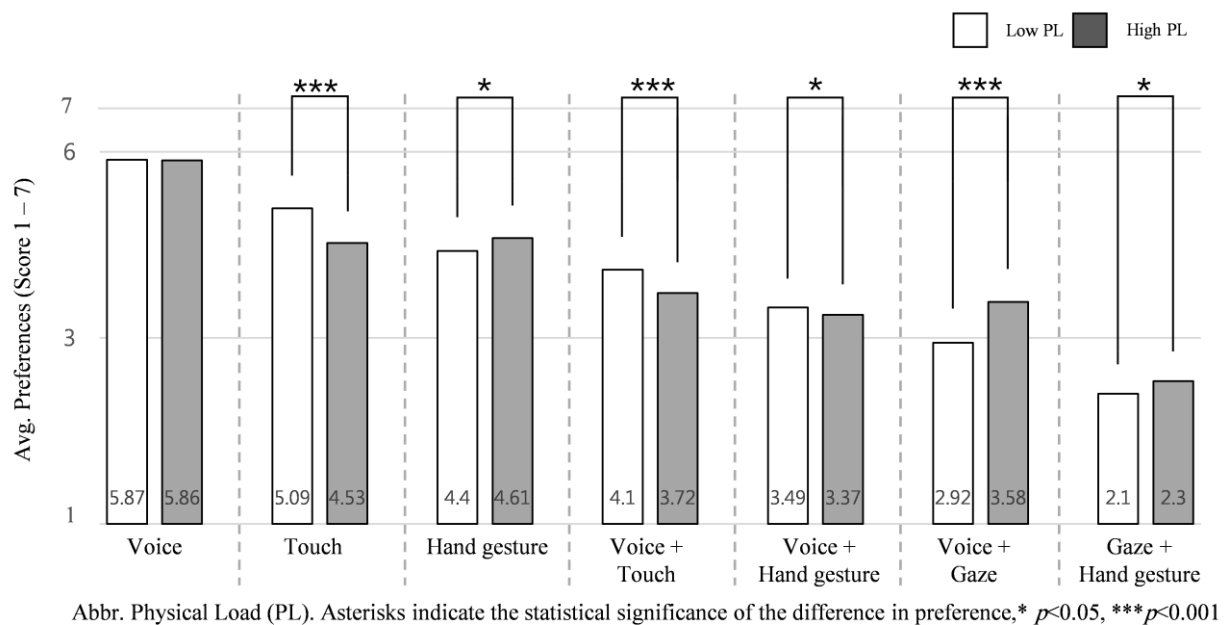 Low PL High PL
*** * *** * *** *
7
6
3
1
Avg. Preferences (Score 1 – 7)
5.87 5.86 5.09 4.53 4.4 4.61 4.1 3.72 3.49 3.37 2.92 3.58 2.1 2.3
Voice Touch Hand gesture Voice + Voice + Voice + Gaze +
Touch Hand gesture Gaze Hand gesture
Abbr. Physical Load (PL). Asterisks indicate the statistical significance of the difference in preference,* p<0.05, ***p<0.001